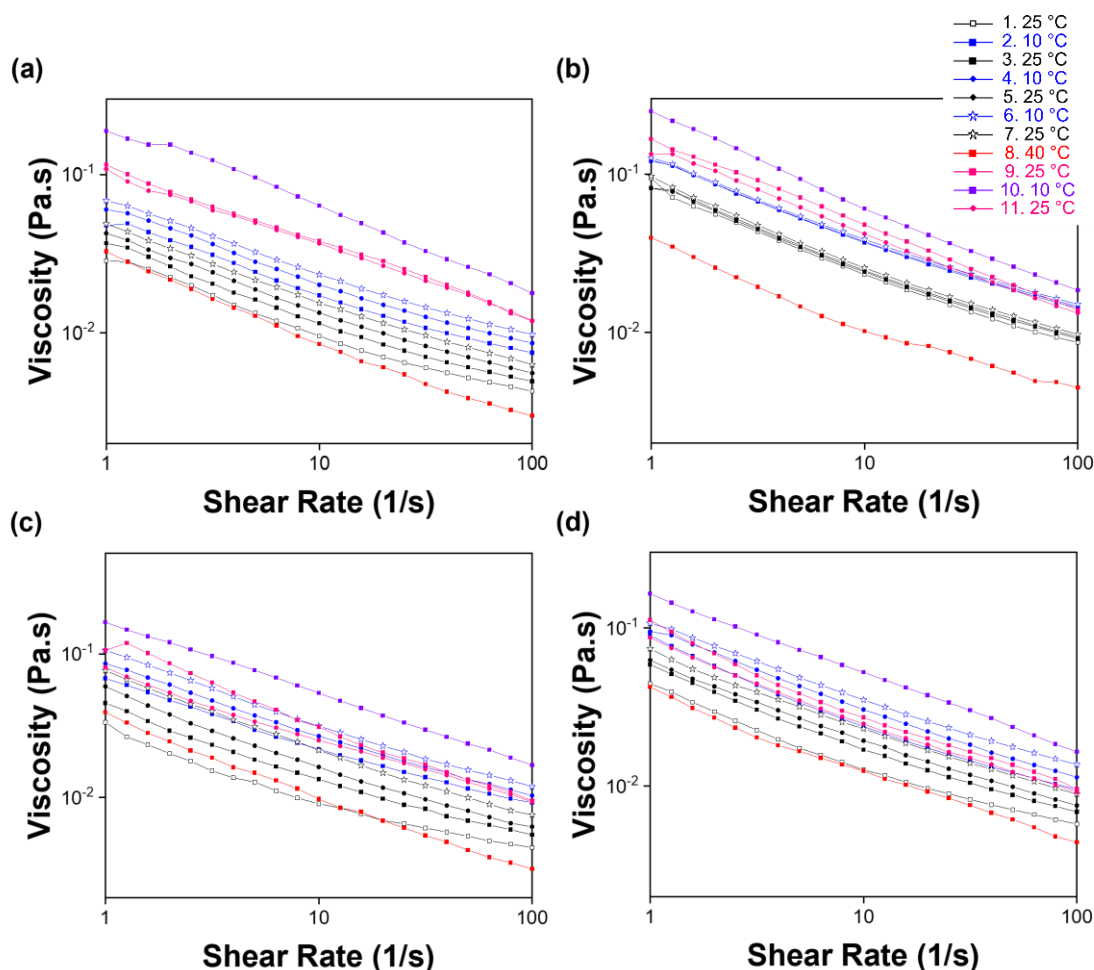 1. 25 °C
2. 10 °C
3. 25 °C
4. 10 °C
5. 25 °C
6. 10 °C
7. 25 °C
8. 40 °C
9. 25 °C
10. 10 °C
11. 25 °C
(a)
Viscosity (Pa.s)
10⁻¹
10⁻²
1
10
100
Shear Rate (1/s)
(b)
Viscosity (Pa.s)
10⁻¹
10⁻²
1
10
100
Shear Rate (1/s)
(c)
Viscosity (Pa.s)
10⁻¹
10⁻²
1
10
100
Shear Rate (1/s)
(d)
Viscosity (Pa.s)
10⁻¹
10⁻²
1
10
100
Shear Rate (1/s)